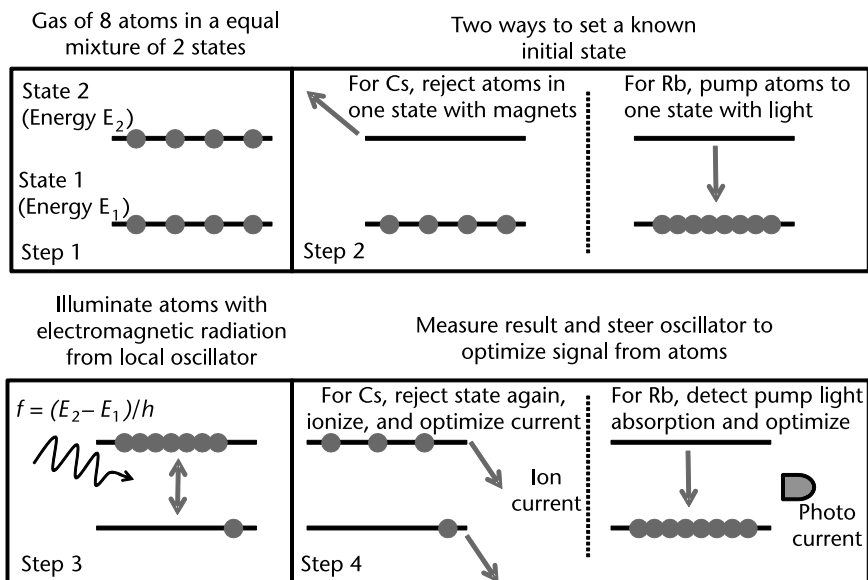 Gas of 8 atoms in a equal
mixture of 2 states
Two ways to set a known
initial state
State 2
(Energy E₂)
State 1
(Energy E₁)
Step 1
For Cs, reject atoms in
one state with magnets
Step 2
For Rb, pump atoms to
one state with light
Illuminate atoms with
electromagnetic radiation
from local oscillator
Measure result and steer oscillator to
optimize signal from atoms
f = (E₂– E₁)/h
Step 3
For Cs, reject state again,
ionize, and optimize current
Ion
current
Step 4
For Rb, detect pump light
absorption and optimize
Photo
current